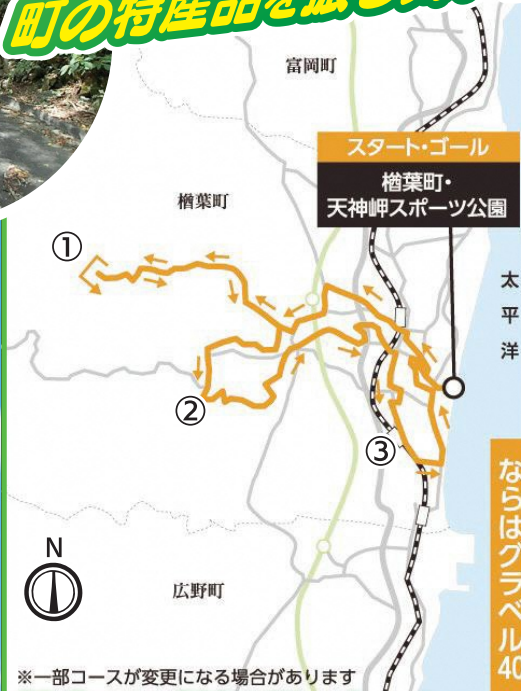 町の特産品を
富岡町
スタート・ゴール
楢葉町・
天神岬スポーツ公園
楢葉町
①
太平洋
②
③
ならはグラベル40
N
広野町
※一部コースが変更になる場合があります